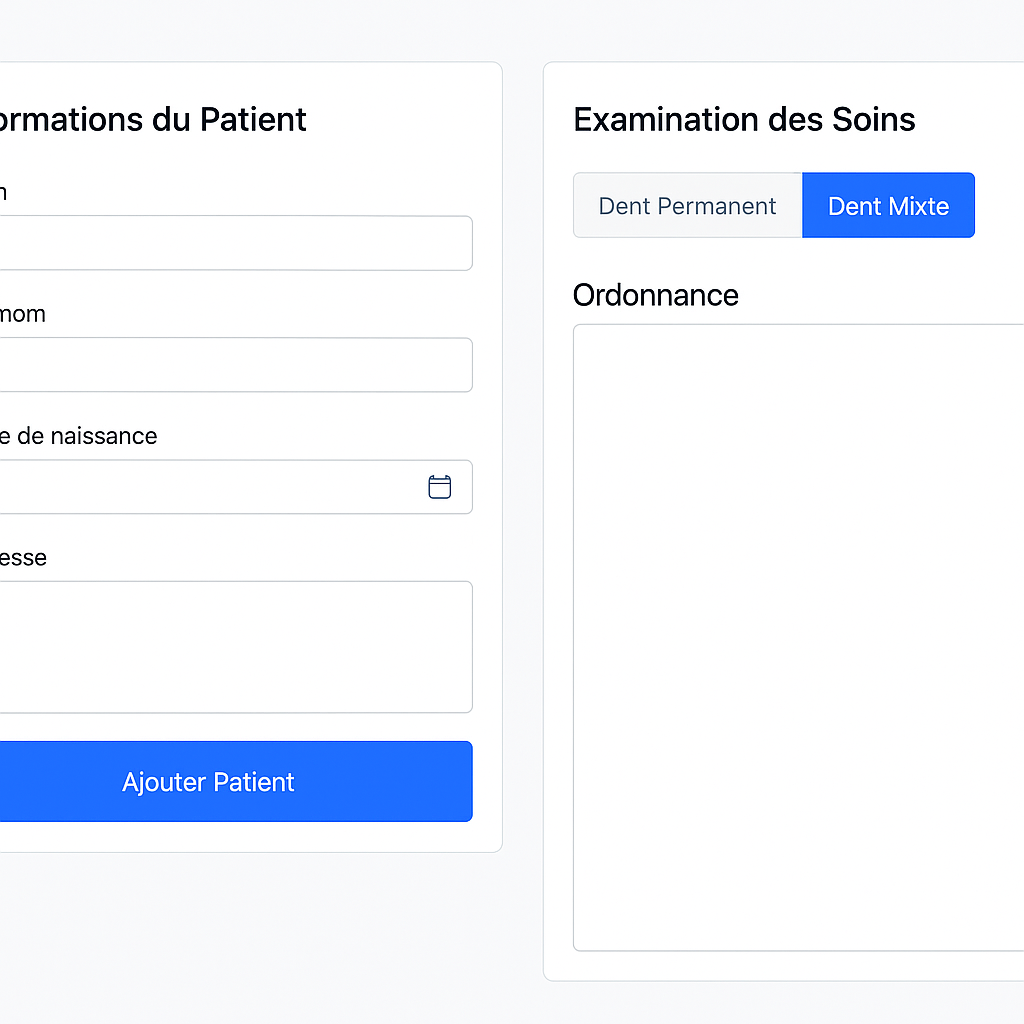 ormations du Patient
n
mom
e de naissance
esse
Ajouter Patient
Examination des Soins
Dent Permanent
Dent Mixte
Ordonnance